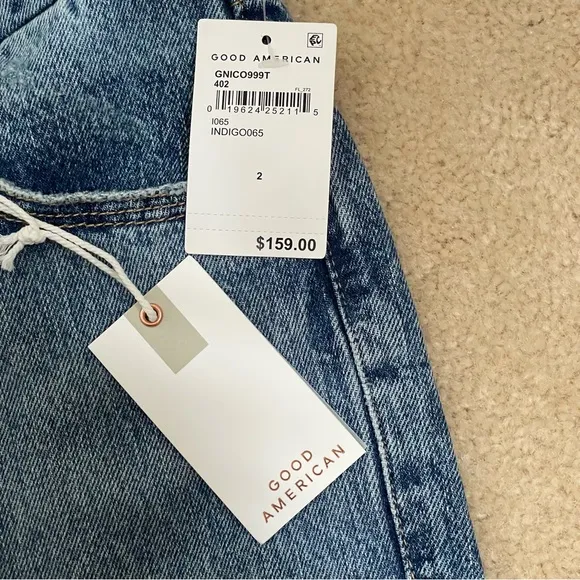 GOOD AMERICAN
GNICO999T
402
FL_272
0 19624 25211 5
I065
INDIGO065
2
$159.00
GOOD
AMERICAN